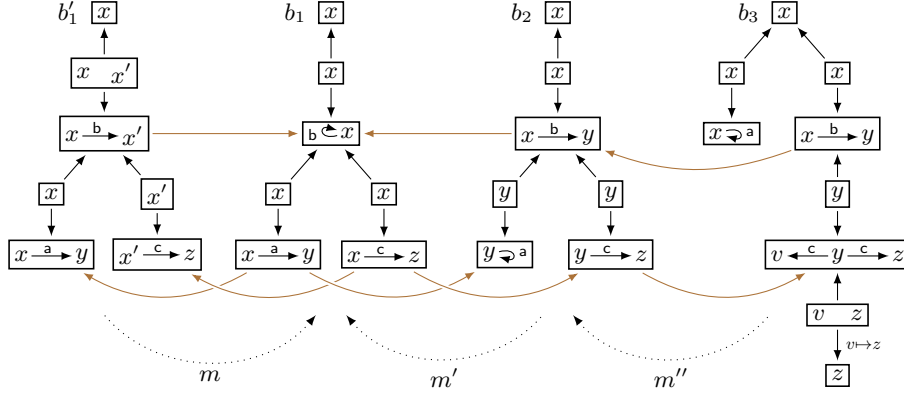 b′₁ x b₁ x b₂ x b₃ x
x x′ x x x x
x b x′ b x x b y x a x b y
x x′ x x y y y
x a y x′ c z x a y x c z y a y c z v c y c z
v z
m m′ m″ v↦z
z